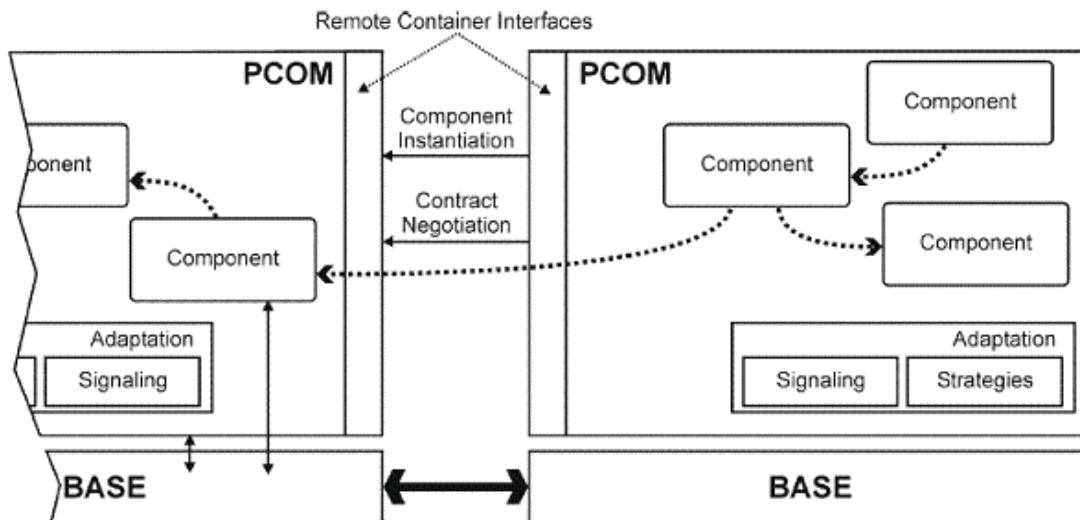 Remote Container Interfaces
PCOM
PCOM
Component
Instantiation
Contract
Negotiation
Component
Component
ponent
Component
Component
Adaptation
Signaling
Adaptation
Signaling
Strategies
BASE
BASE